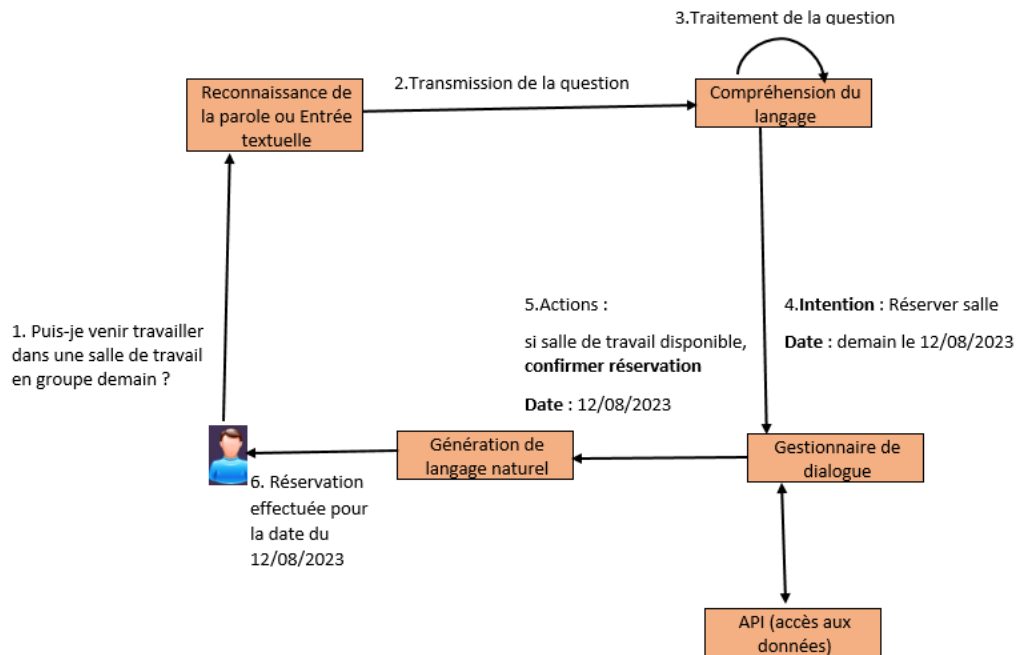 3.Traitement de la question
2.Transmission de la question
Reconnaissance de
la parole ou Entrée
textuelle
Compréhension du
langage
1. Puis-je venir travailler
dans une salle de travail
en groupe demain ?
5.Actions :
si salle de travail disponible,
confirmer réservation
Date : 12/08/2023
4.Intention : Réserver salle
Date : demain le 12/08/2023
Génération de
langage naturel
Gestionnaire de
dialogue
6. Réservation
effectuée pour
la date du
12/08/2023
API (accès aux
données)